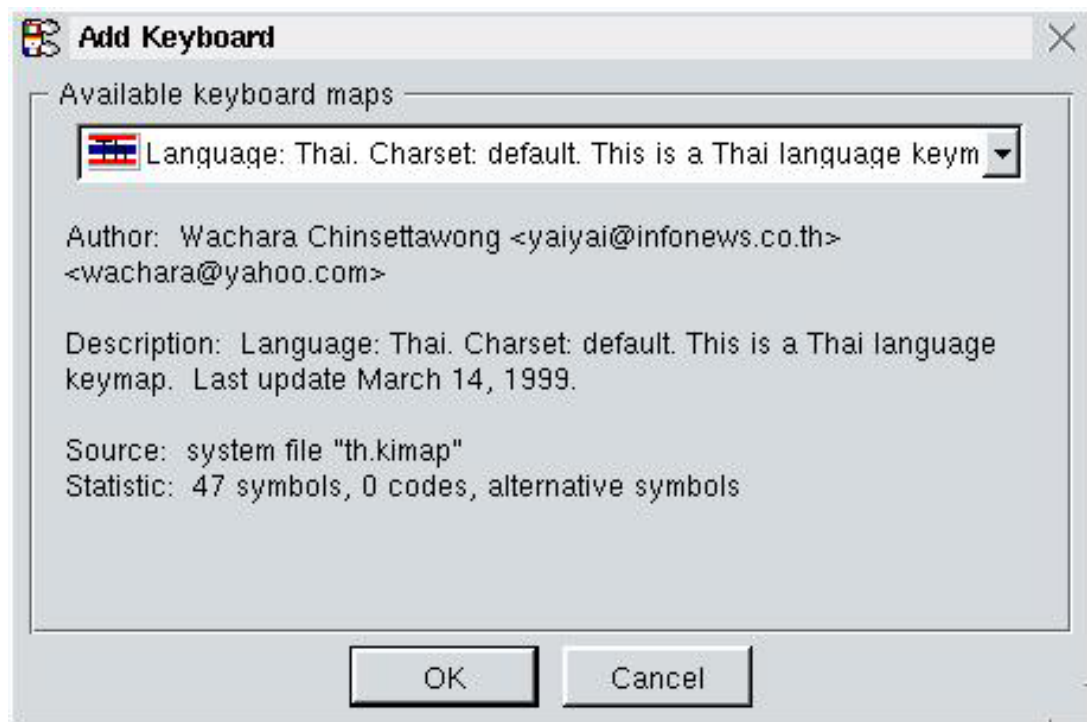 Add Keyboard
Available keyboard maps
Th Language: Thai. Charset: default. This is a Thai language keym
Author: Wachara Chinsettawong <yaiyai@infonews.co.th>
<wachara@yahoo.com>
Description: Language: Thai. Charset: default. This is a Thai language
keymap. Last update March 14, 1999.
Source: system file "th.kimap"
Statistic: 47 symbols, 0 codes, alternative symbols
OK
Cancel